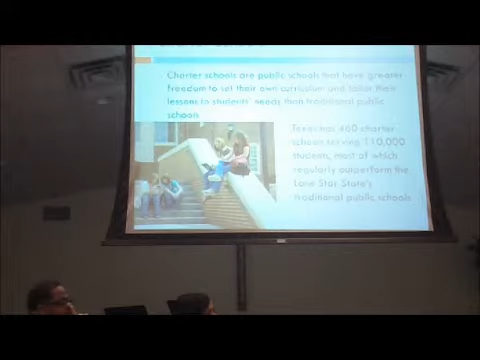 Charter schools are public schools that have greater
freedom to set their own curriculum and tailor their
lessons to students' needs than traditional public
schools
Texas has 460 charter
schools serving 110,000
students, most of which
regularly outperform the
Lone Star State's
traditional public schools